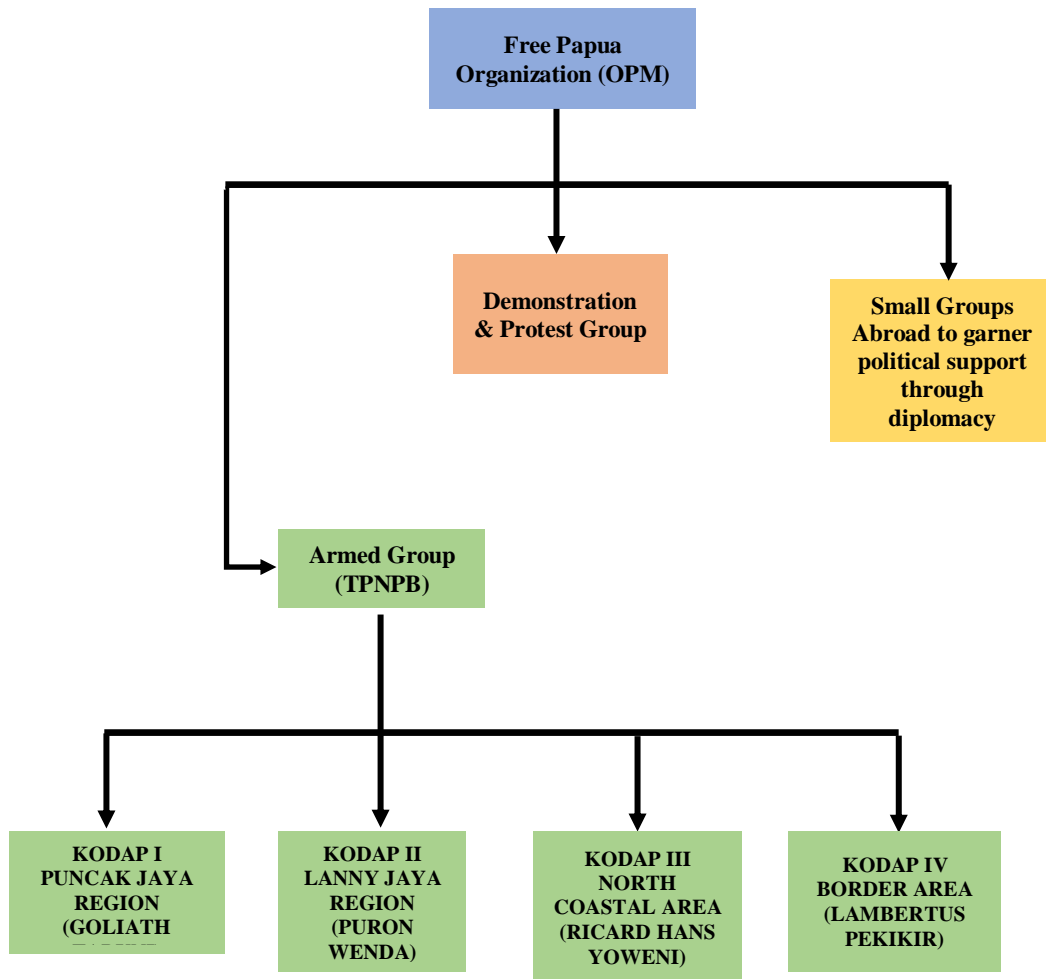 Free Papua
Organization (OPM)
Demonstration
& Protest Group
Small Groups
Abroad to garner
political support
through
diplomacy
Armed Group
(TPNPB)
KODAP I
PUNCAK JAYA
REGION
(GOLIATH
KODAP II
LANNY JAYA
REGION
(PURON
WENDA)
KODAP III
NORTH
COASTAL AREA
(RICARD HANS
YOWENI)
KODAP IV
BORDER AREA
(LAMBERTUS
PEKIKIR)